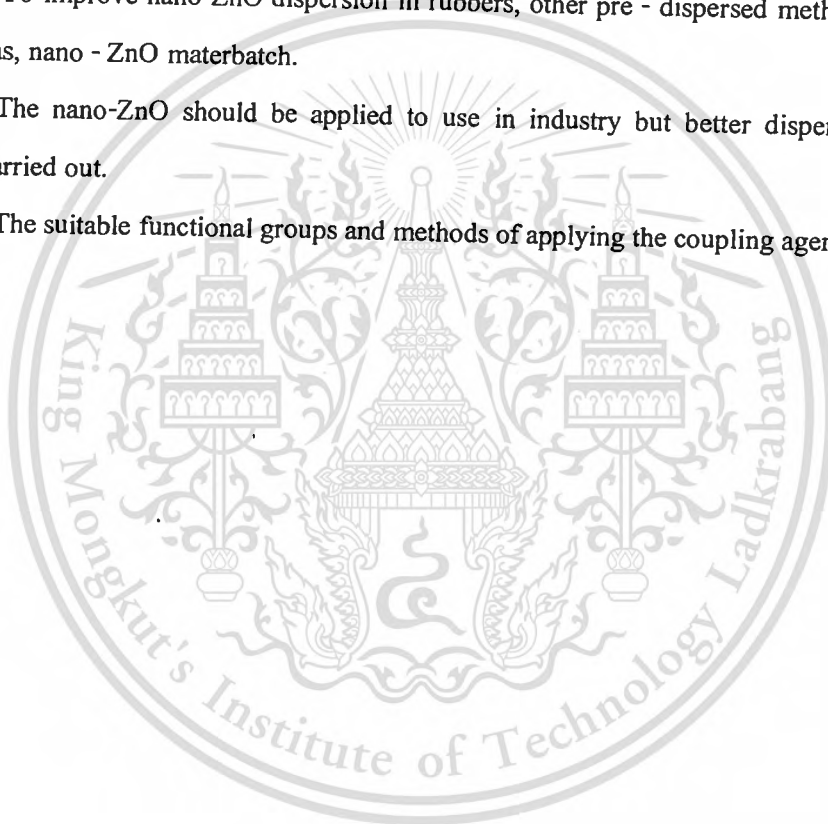 To improve nano-ZnO dispersion in rubbers, other pre - dispersed meth
as, nano - ZnO materbatch.
The nano-ZnO should be applied to use in industry but better disper
arried out.
The suitable functional groups and methods of applying the coupling agen
King Mongkut's Institute of Technology Ladkrabang